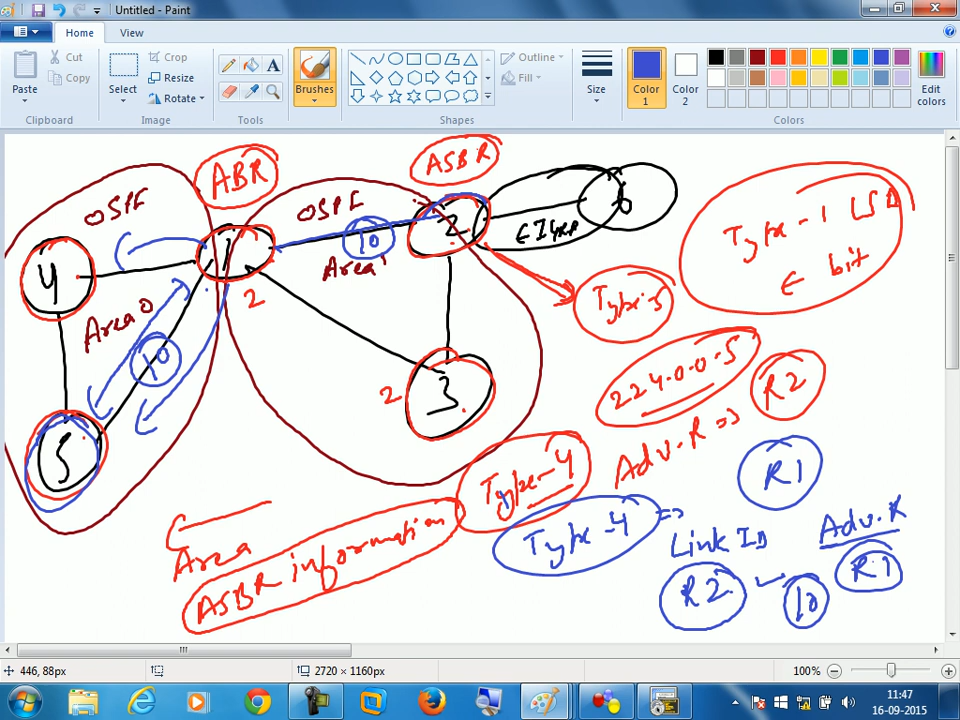 Untitled - Paint
Home
View
Paste
Cut
Copy
Clipboard
Select
Crop
Resize
Rotate
Image
Tools
Brushes
Shapes
Outline
Fill
Size
Color 1
Color 2
Edit colors
Colors
OSPF
ABR
OSPF
ASBR
4
1
10
2
6
EIGRP
Area 1
Area 0
2
10
5
2
3
Type-5
Type-1 LSA
E bit
224.0.0.5
R2
Adv.R =>
Type-4
R1
Area
ASBR information
Type-4 =>
Link ID
Adv.R
R2
10
R1
446, 88px
2720 × 1160px
100%
11:47
16-09-2015